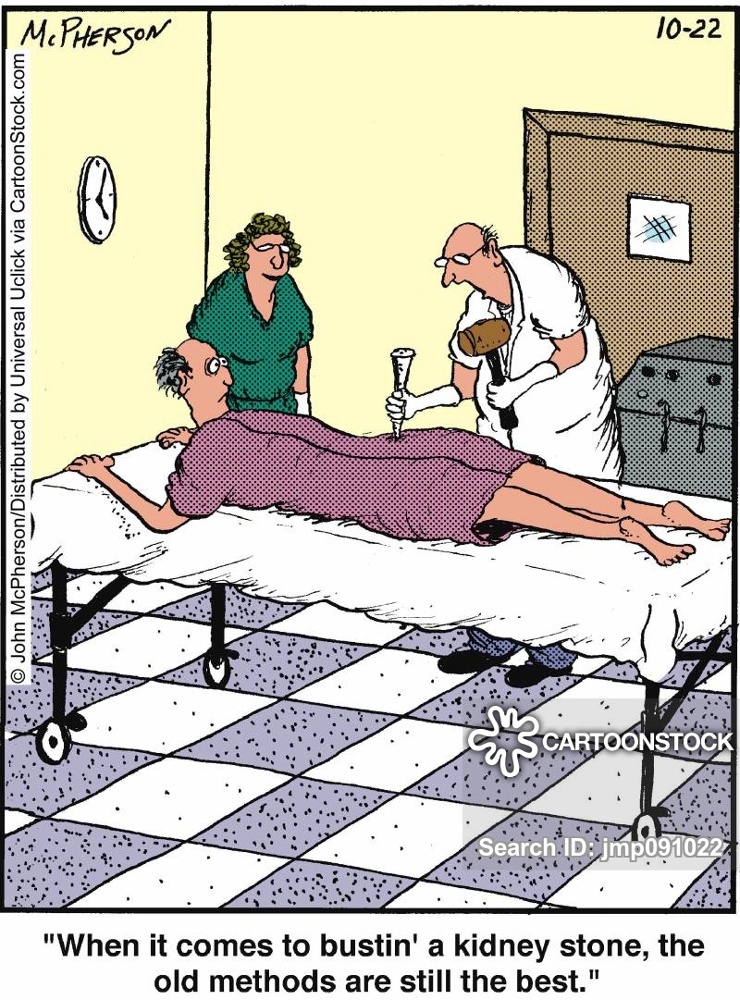 McPHERSON
10-22
© John McPherson/Distributed by Universal Uclick via CartoonStock.com
CARTOONSTOCK
Search ID: jmp091022
"When it comes to bustin' a kidney stone, the
old methods are still the best."